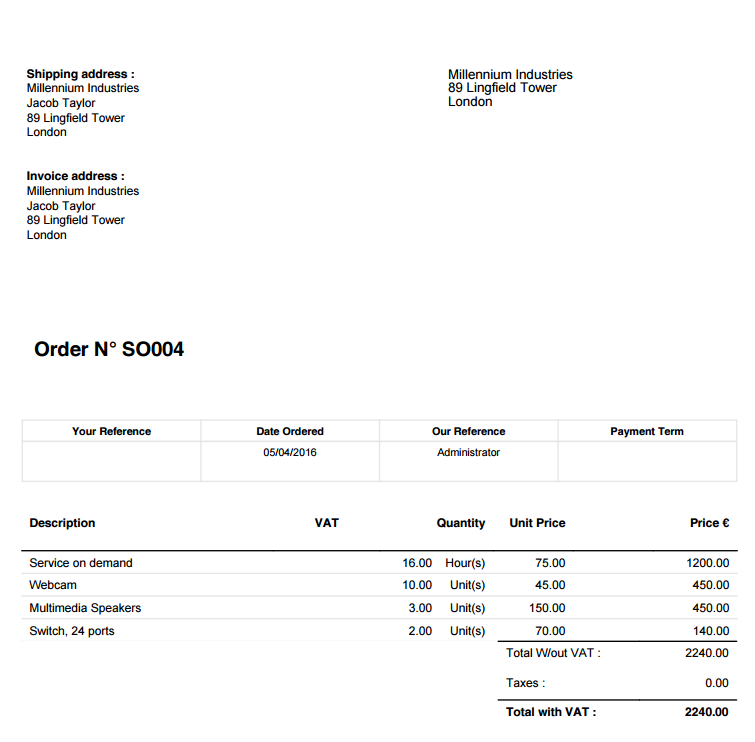 Shipping address :
Millennium Industries
Jacob Taylor
89 Lingfield Tower
London
Millennium Industries
89 Lingfield Tower
London
Invoice address :
Millennium Industries
Jacob Taylor
89 Lingfield Tower
London
Order N° SO004
Your Reference Date Ordered Our Reference Payment Term
05/04/2016 Administrator
Description VAT Quantity Unit Price Price €
Service on demand 16.00 Hour(s) 75.00 1200.00
Webcam 10.00 Unit(s) 45.00 450.00
Multimedia Speakers 3.00 Unit(s) 150.00 450.00
Switch, 24 ports 2.00 Unit(s) 70.00 140.00
Total W/out VAT : 2240.00
Taxes : 0.00
Total with VAT : 2240.00